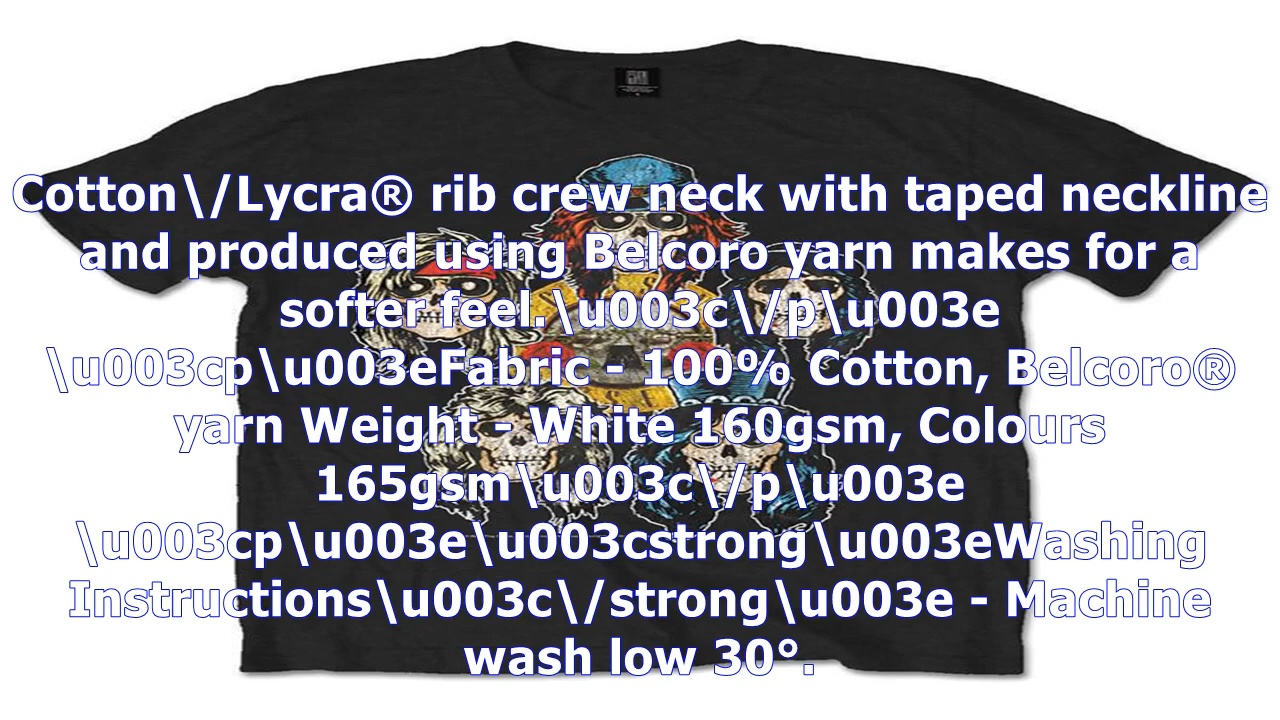 Cotton\/Lycra® rib crew neck with taped neckline
and produced using Belcoro yarn makes for a
softer feel.\u003c\/p\u003e
\u003cp\u003eFabric - 100% Cotton, Belcoro®
yarn Weight - White 160gsm, Colours
165gsm\u003c\/p\u003e
\u003cp\u003e\u003cstrong\u003eWashing
Instructions\u003c\/strong\u003e - Machine
wash low 30°.